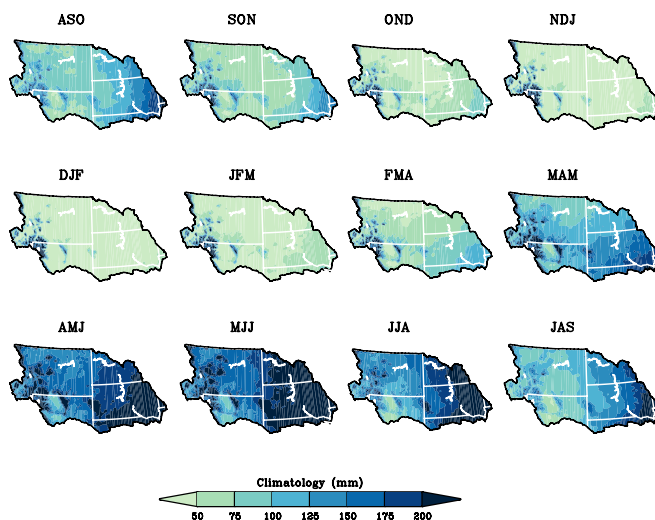 ASO SON OND NDJ
DJF JFM FMA MAM
AMJ MJJ JJA JAS
Climatology (mm)
50 75 100 125 150 175 200